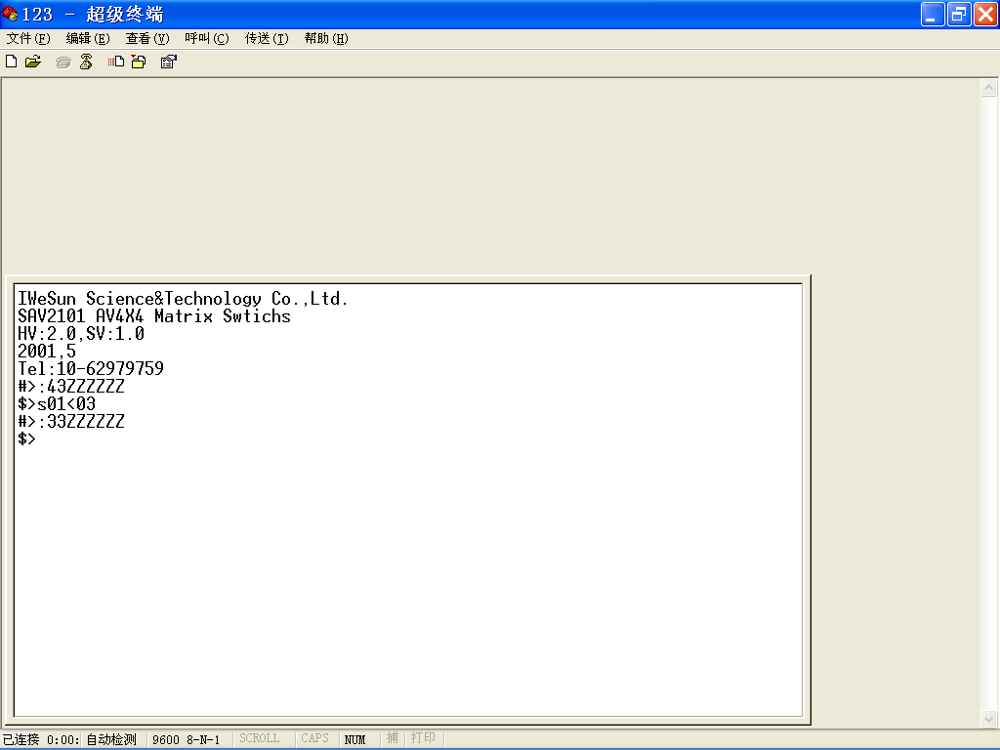 123 - 超级终端
文件(F) 编辑(E) 查看(V) 呼叫(C) 传送(T) 帮助(H)
IWeSun Science&Technology Co.,Ltd.
SAV2101 AV4X4 Matrix Swtichs
HV:2.0,SV:1.0
2001,5
Tel:10-62979759
#>:43ZZZZZZ
$>s01<03
#>:33ZZZZZZ
$>
已连接 0:00: 自动检测 9600 8-N-1 SCROLL CAPS NUM 捕 打印